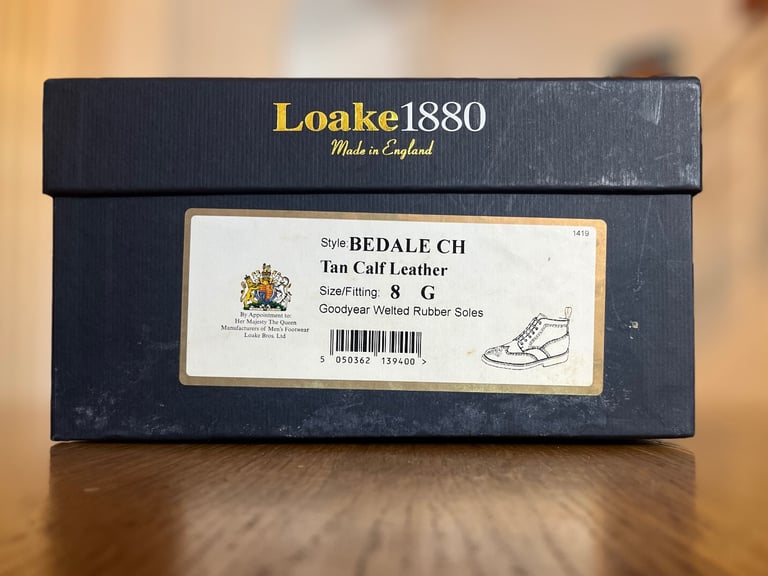 Loake1880
Made in England
1419
Style: BEDALE CH
Tan Calf Leather
Size/Fitting: 8 G
Goodyear Welted Rubber Soles
By Appointment to:
Her Majesty The Queen
Manufacturers of Men's Footwear
Loake Bros. Ltd
5 050362 139400 >